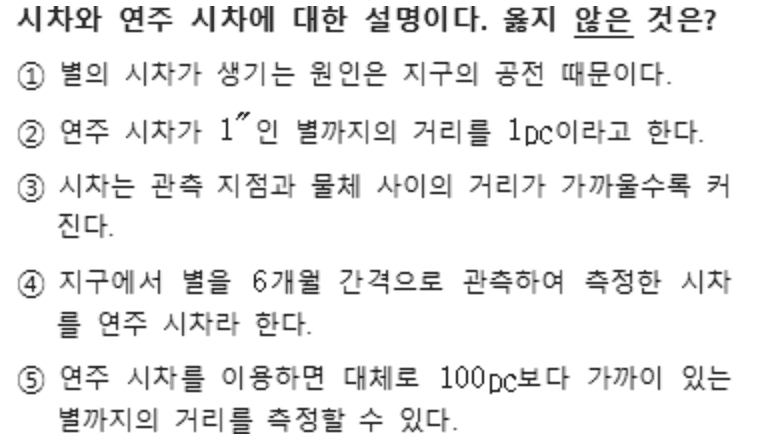 시차와 연주 시차에 대한 설명이다. 옳지 않은 것은?
① 별의 시차가 생기는 원인은 지구의 공전 때문이다.
② 연주 시차가 1″인 별까지의 거리를 1pc이라고 한다.
③ 시차는 관측 지점과 물체 사이의 거리가 가까울수록 커
진다.
④ 지구에서 별을 6개월 간격으로 관측하여 측정한 시차
를 연주 시차라 한다.
⑤ 연주 시차를 이용하면 대체로 100pc보다 가까이 있는
별까지의 거리를 측정할 수 있다.